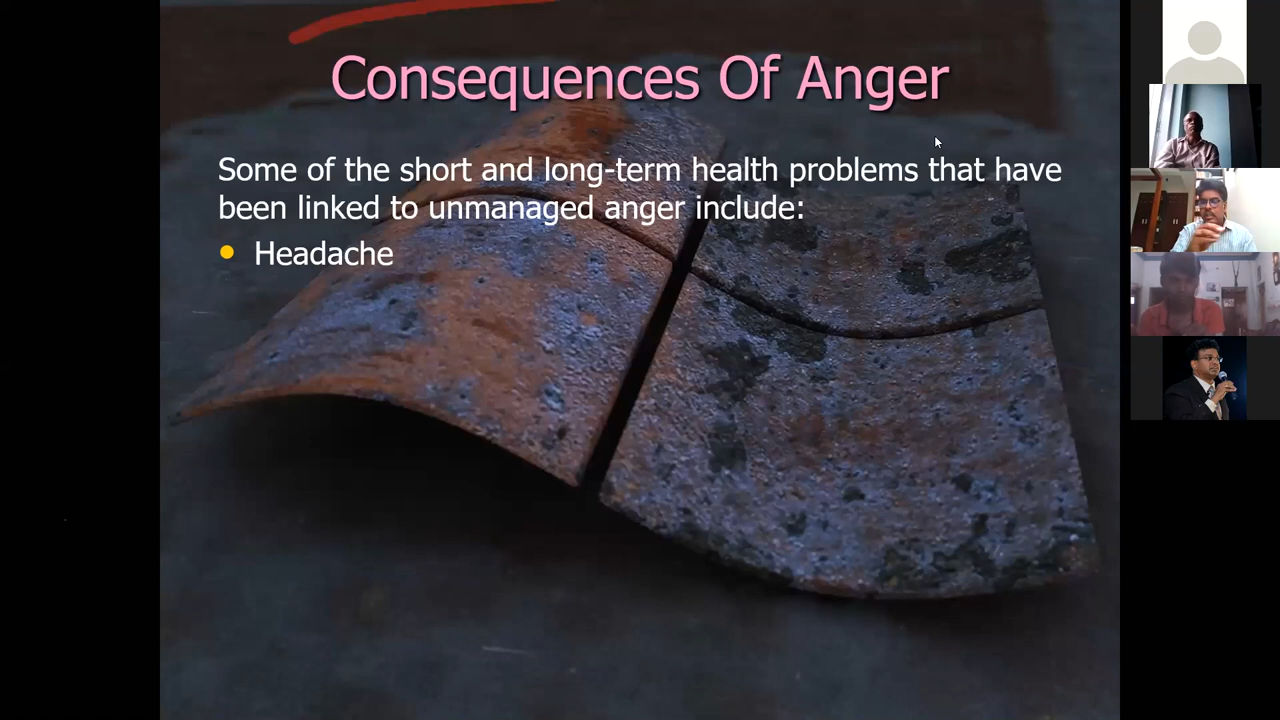 Consequences Of Anger
Some of the short and long-term health problems that have
been linked to unmanaged anger include:
Headache